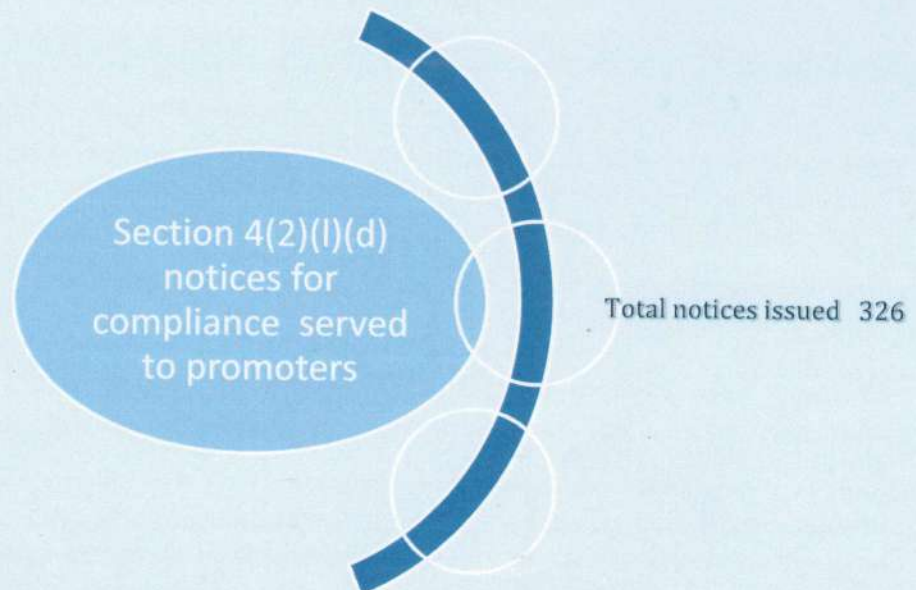 Section 4(2)(l)(d)
notices for
compliance served
to promoters
Total notices issued 326